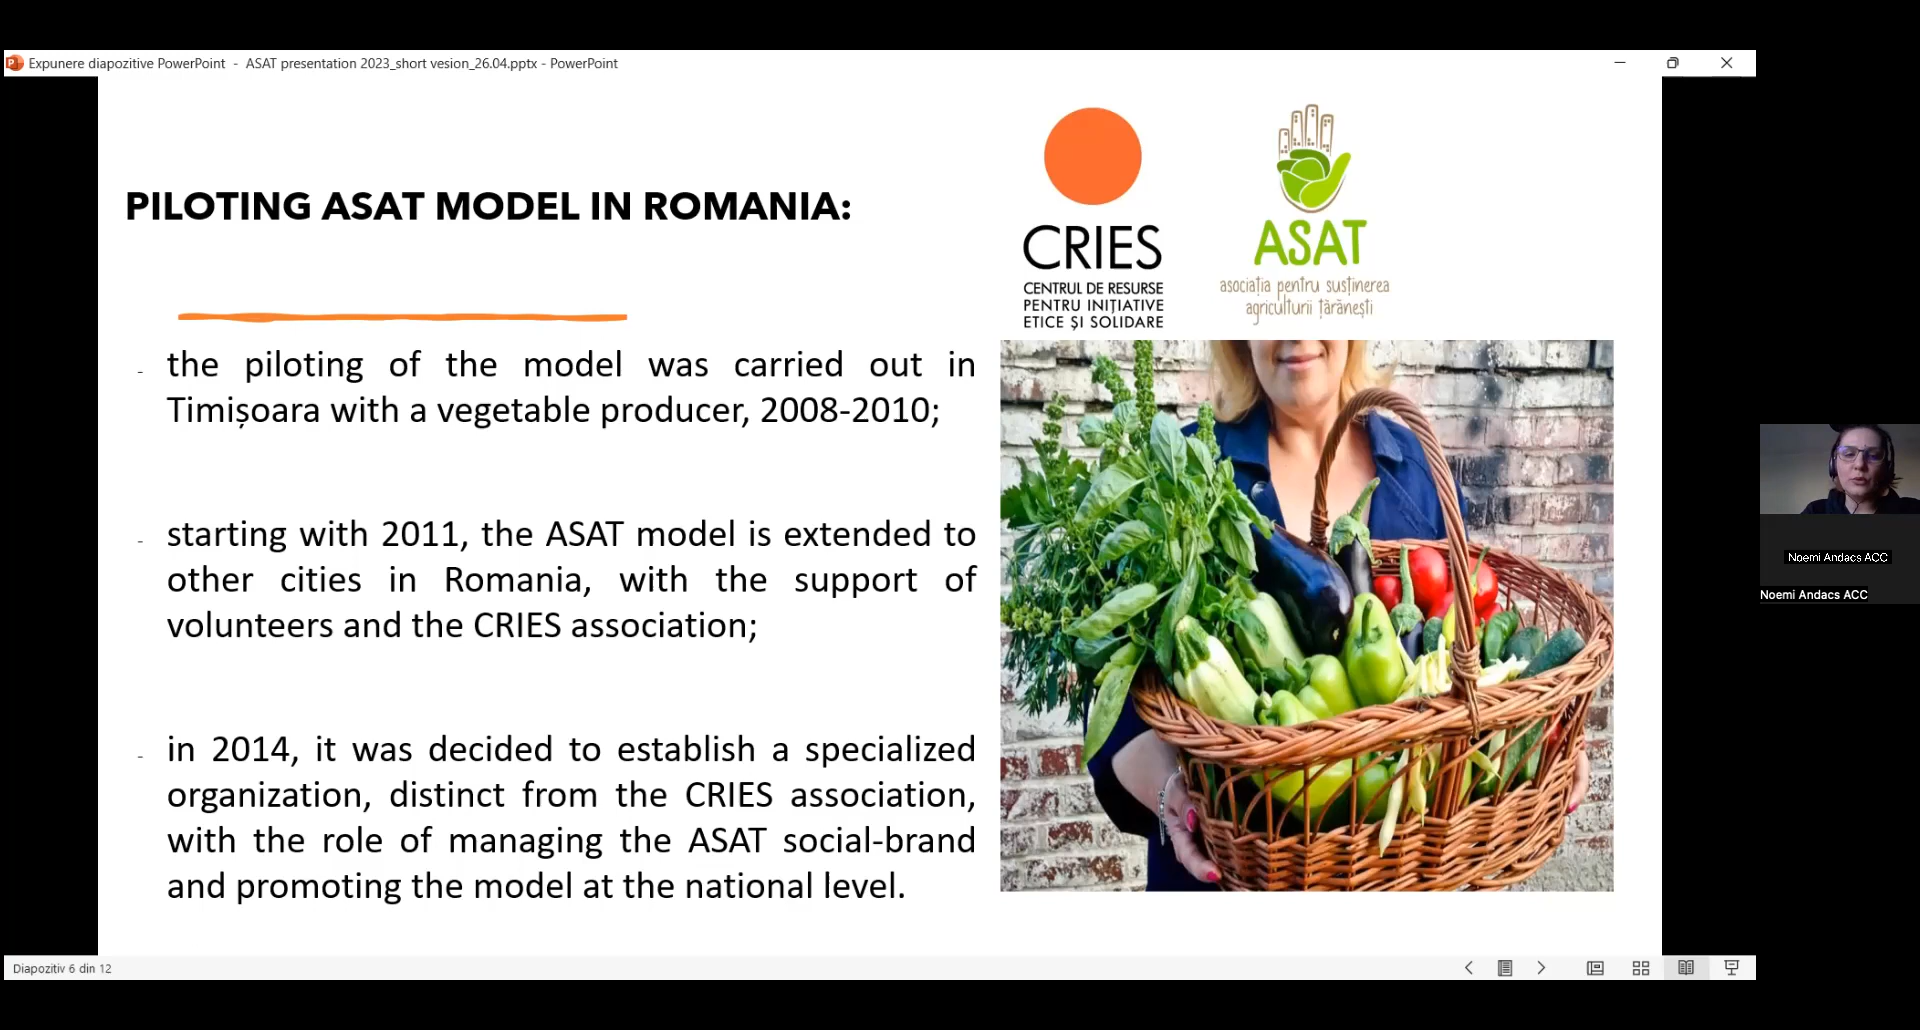 Expunere diapozitive PowerPoint - ASAT presentation 2023_short vesion_26.04.pptx - PowerPoint
PILOTING ASAT MODEL IN ROMANIA:
CRIES
CENTRUL DE RESURSE
PENTRU INIȚIATIVE
ETICE ȘI SOLIDARE
ASAT
asociația pentru susținerea
agriculturii țărănești
- the piloting of the model was carried out in
Timișoara with a vegetable producer, 2008-2010;
- starting with 2011, the ASAT model is extended to
other cities in Romania, with the support of
volunteers and the CRIES association;
- in 2014, it was decided to establish a specialized
organization, distinct from the CRIES association,
with the role of managing the ASAT social-brand
and promoting the model at the national level.
Noemi Andacs ACC
Noemi Andacs ACC
Diapozitiv 6 din 12